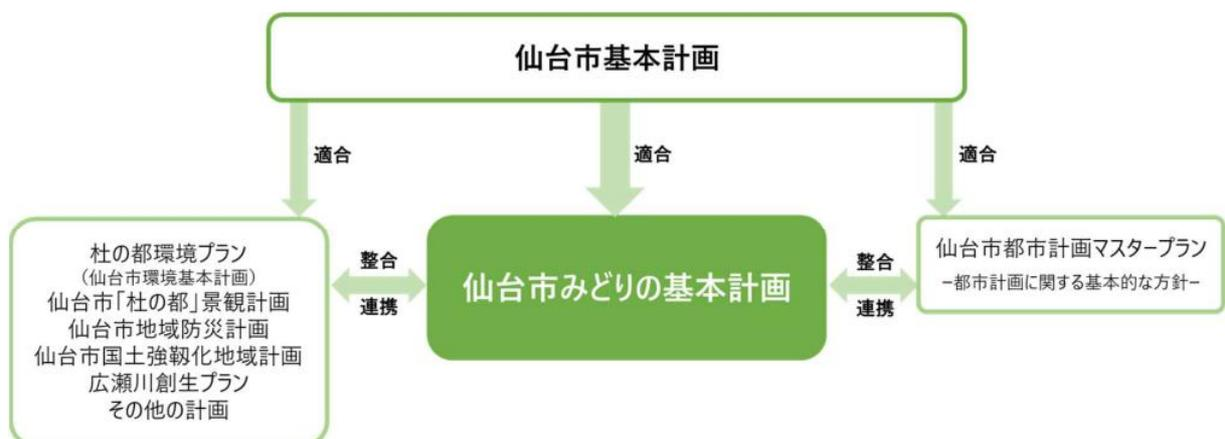 仙台市基本計画
適合
適合
適合
杜の都環境プラン
(仙台市環境基本計画)
仙台市「杜の都」景観計画
仙台市地域防災計画
仙台市国土強靱化地域計画
広瀬川創生プラン
その他の計画
整合
連携
仙台市みどりの基本計画
整合
連携
仙台市都市計画マスタープラン
−都市計画に関する基本的な方針−